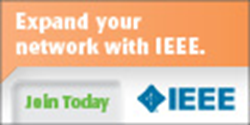 Expand your
network with IEEE.
Join Today
IEEE